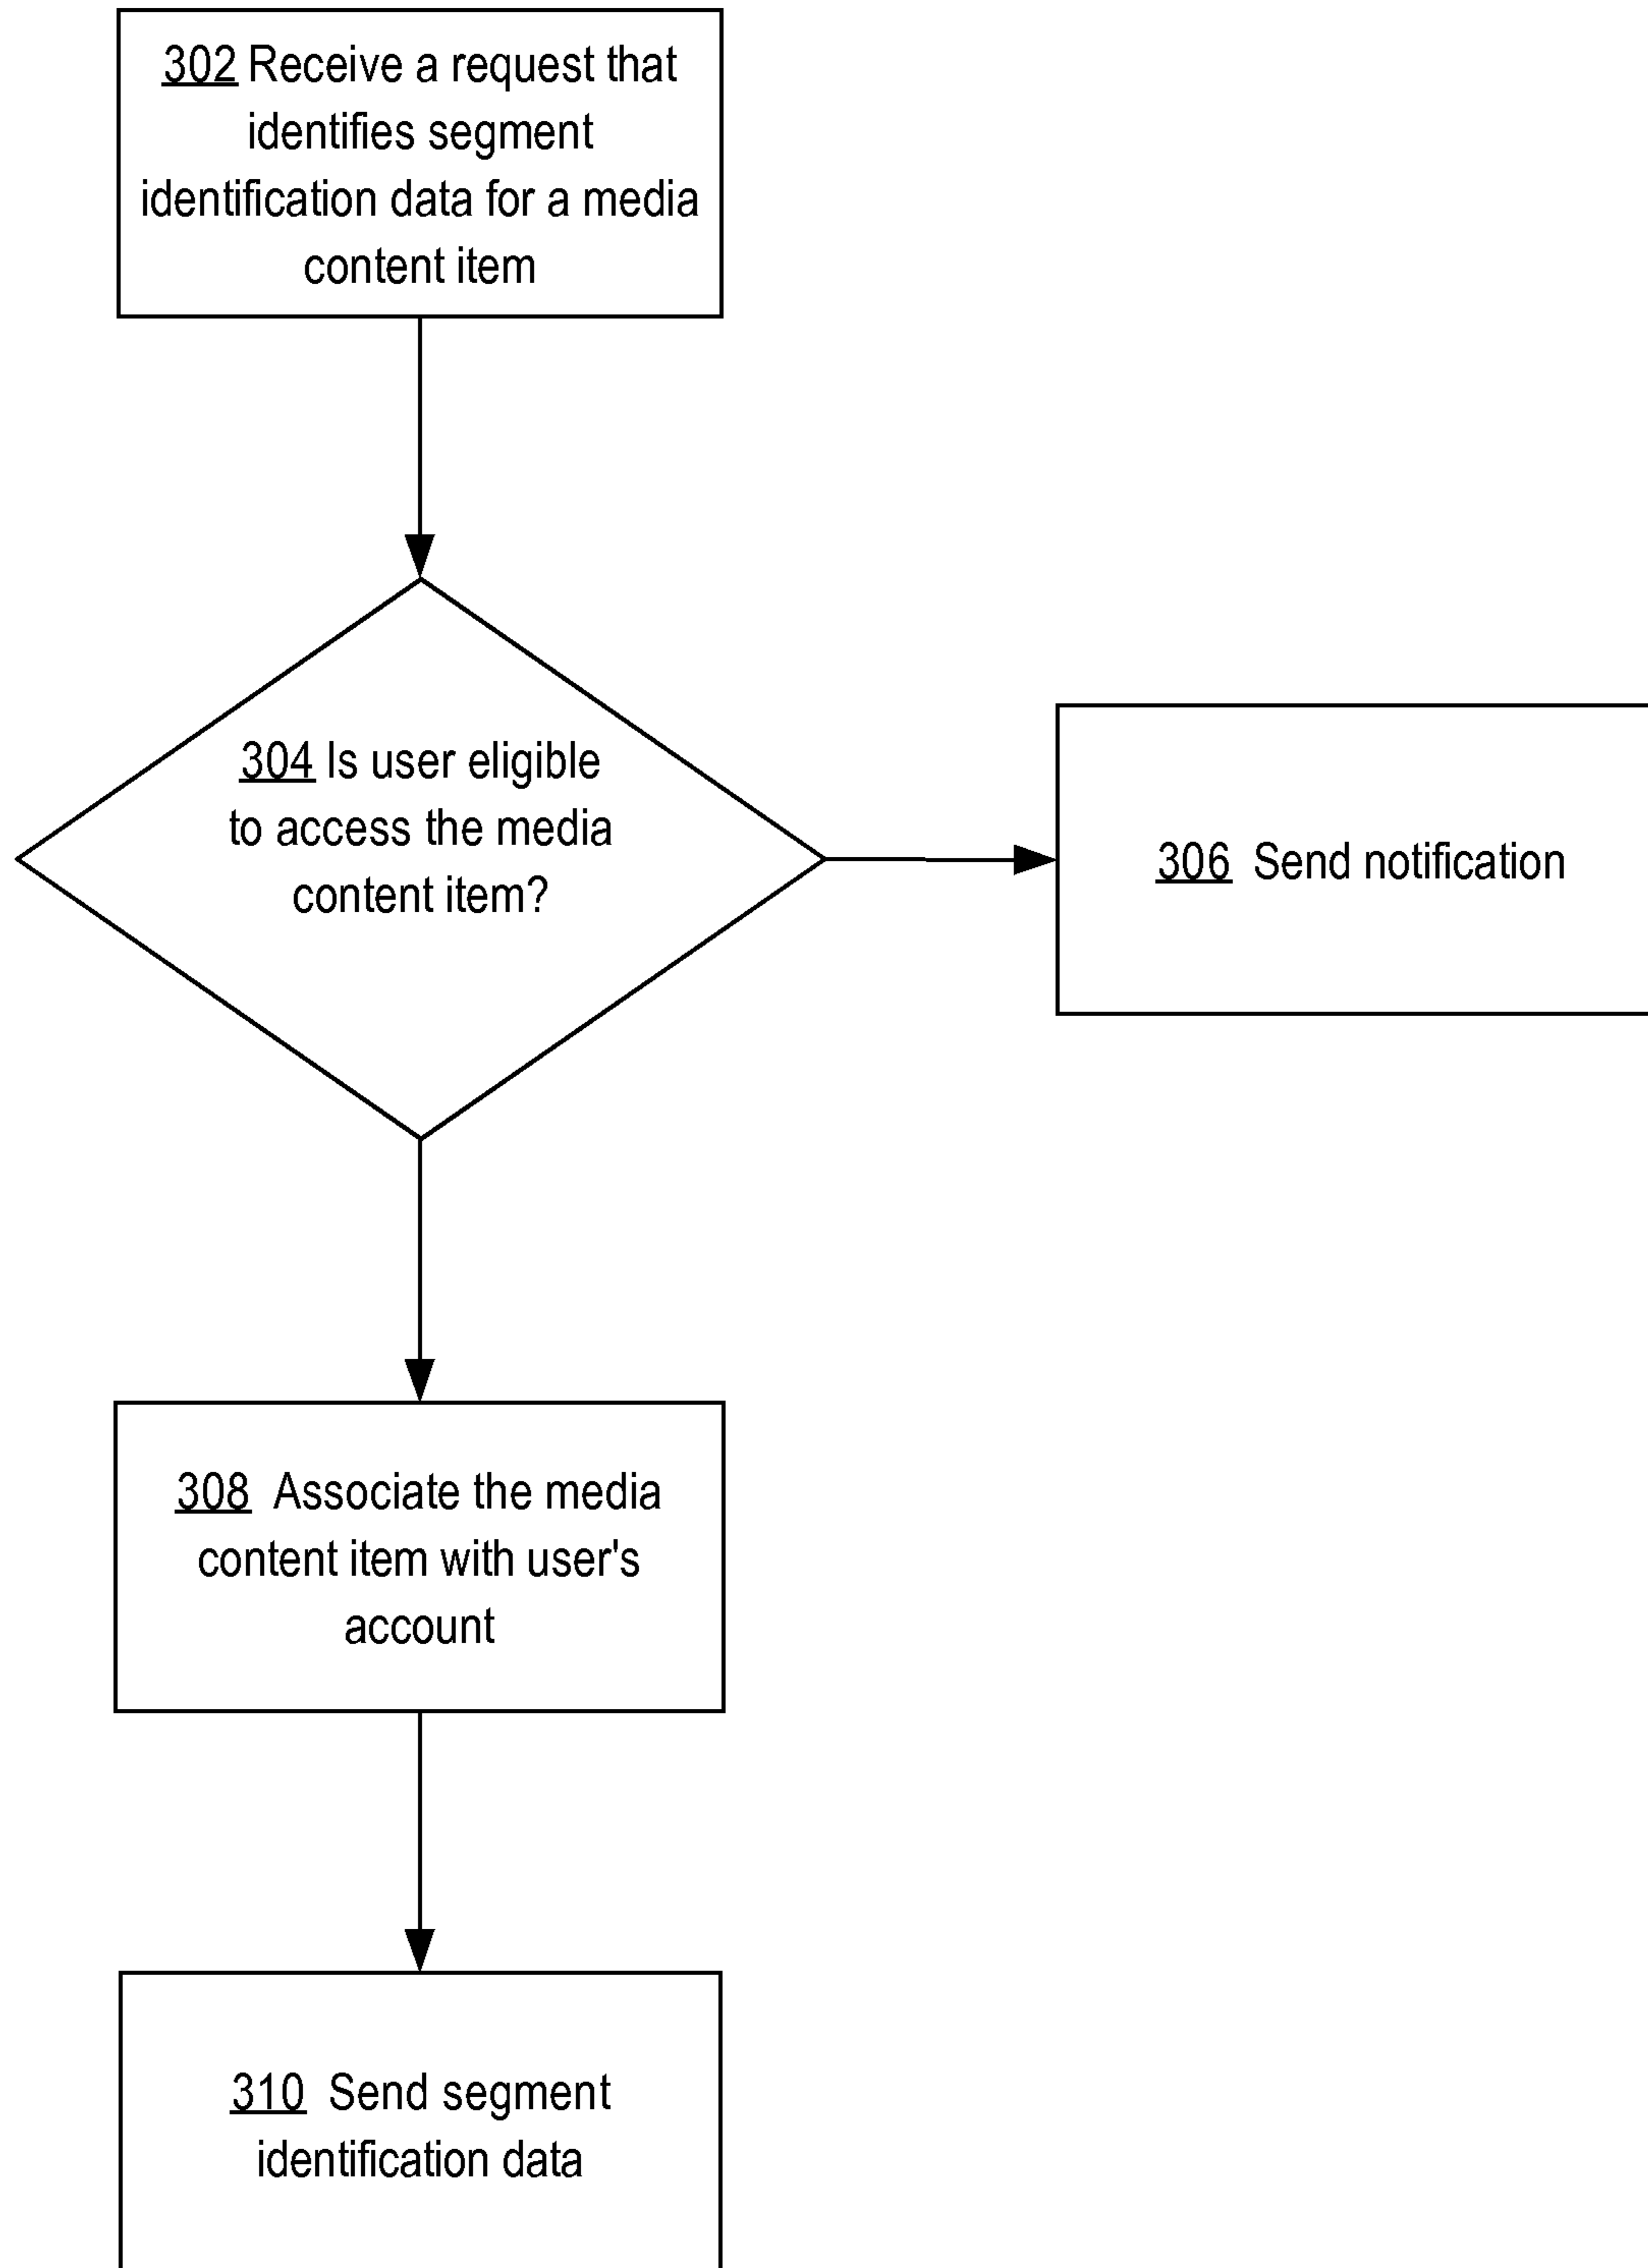 302 Receive a request that
identifies segment
identification data for a media
content item
304 Is user eligible
to access the media
content item?
306 Send notification
308 Associate the media
content item with user's
account
310 Send segment
identification data